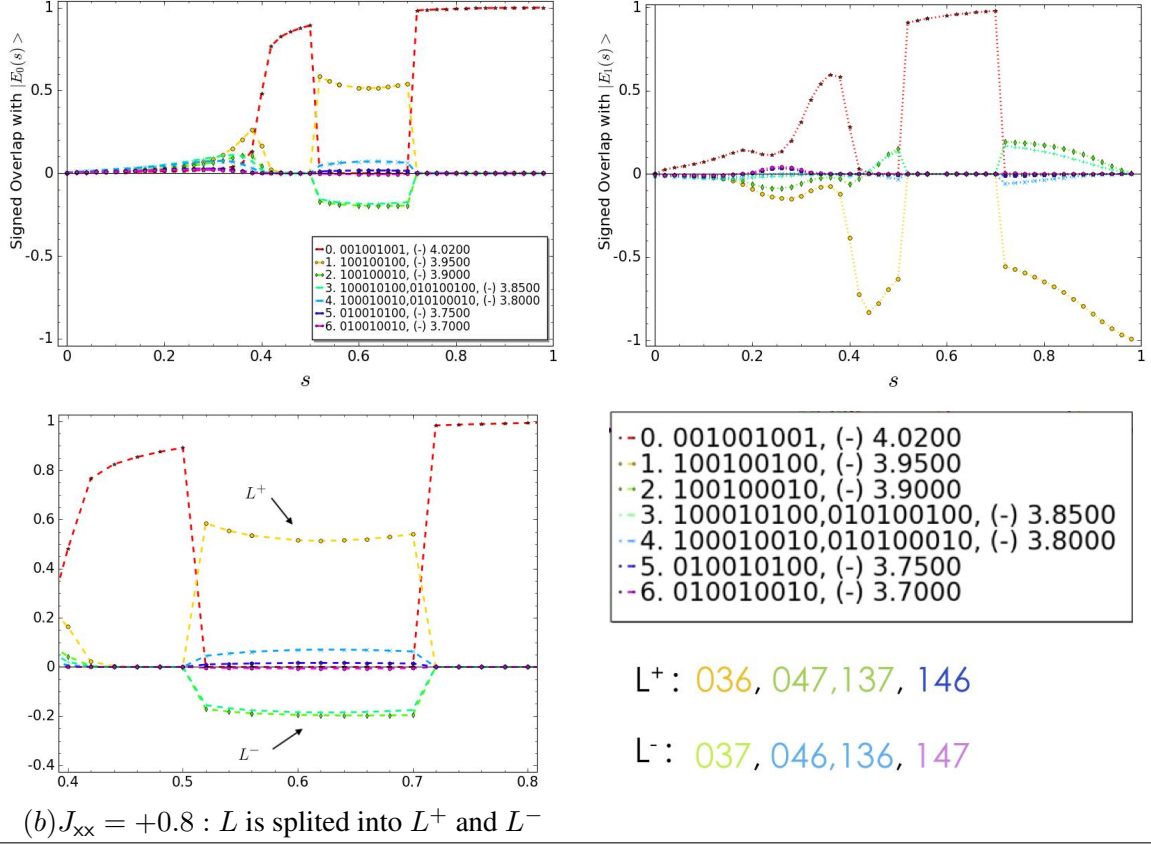 Signed Overlap with |E₀(s) >
1
0.5
0
-0.5
-1
0
0.2
0.4
0.6
0.8
1
s
0. 001001001, (-) 4.0200
1. 100100100, (-) 3.9500
2. 100100010, (-) 3.9000
3. 100010100,010100100, (-) 3.8500
4. 100010010,010100010, (-) 3.8000
5. 010010100, (-) 3.7500
6. 010010010, (-) 3.7000
Signed Overlap with |E₁(s) >
1
0.5
0
-0.5
-1
0
0.2
0.4
0.6
0.8
1
s
1
0.8
0.6
0.4
0.2
0
-0.2
-0.4
0.4
0.5
0.6
0.7
0.8
L⁺
L⁻
0. 001001001, (-) 4.0200
1. 100100100, (-) 3.9500
2. 100100010, (-) 3.9000
3. 100010100,010100100, (-) 3.8500
4. 100010010,010100010, (-) 3.8000
5. 010010100, (-) 3.7500
6. 010010010, (-) 3.7000
L⁺: 036, 047,137, 146
L⁻: 037, 046,136, 147
(b)Jxx = +0.8 : L is splited into L⁺ and L⁻